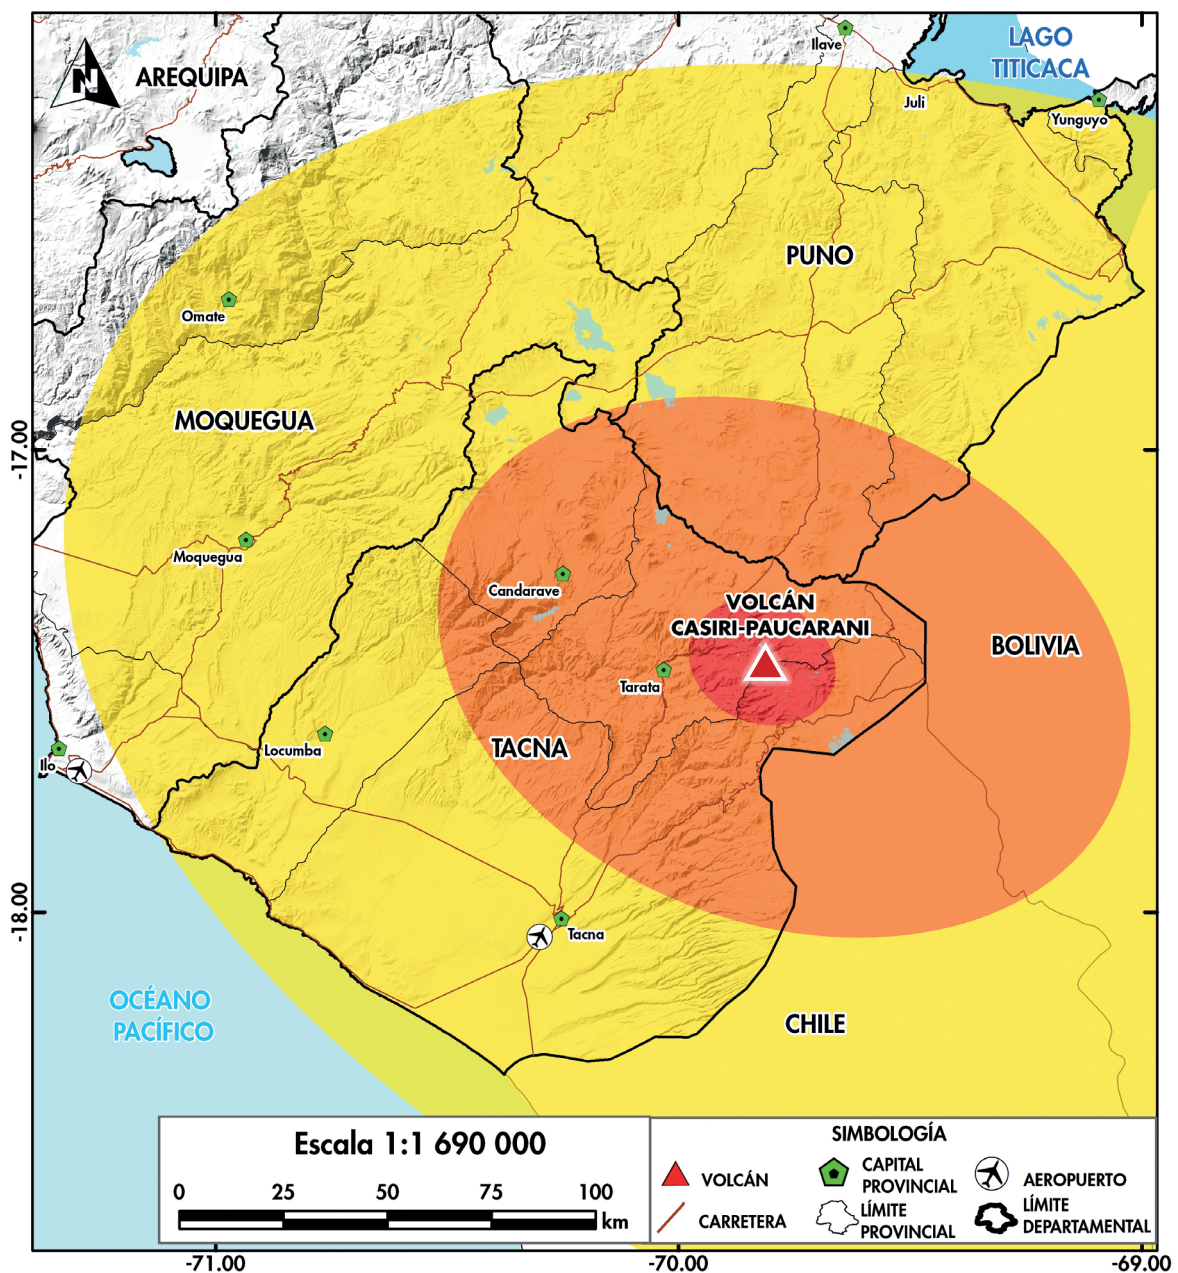 N
AREQUIPA
Ilave
LAGO
TITICACA
Juli
Yunguyo
PUNO
Omate
MOQUEGUA
-17.00
Moquegua
Candarave
VOLCÁN
CASIRI-PAUCARANI
BOLIVIA
Tarata
TACNA
Locumba
Ilo
-18.00
Tacna
OCÉANO
PACÍFICO
CHILE
Escala 1:1 690 000
0 25 50 75 100
km
SIMBOLOGÍA
VOLCÁN
CAPITAL
PROVINCIAL
AEROPUERTO
CARRETERA
LÍMITE
PROVINCIAL
LÍMITE
DEPARTAMENTAL
-71.00 -70.00 -69.00